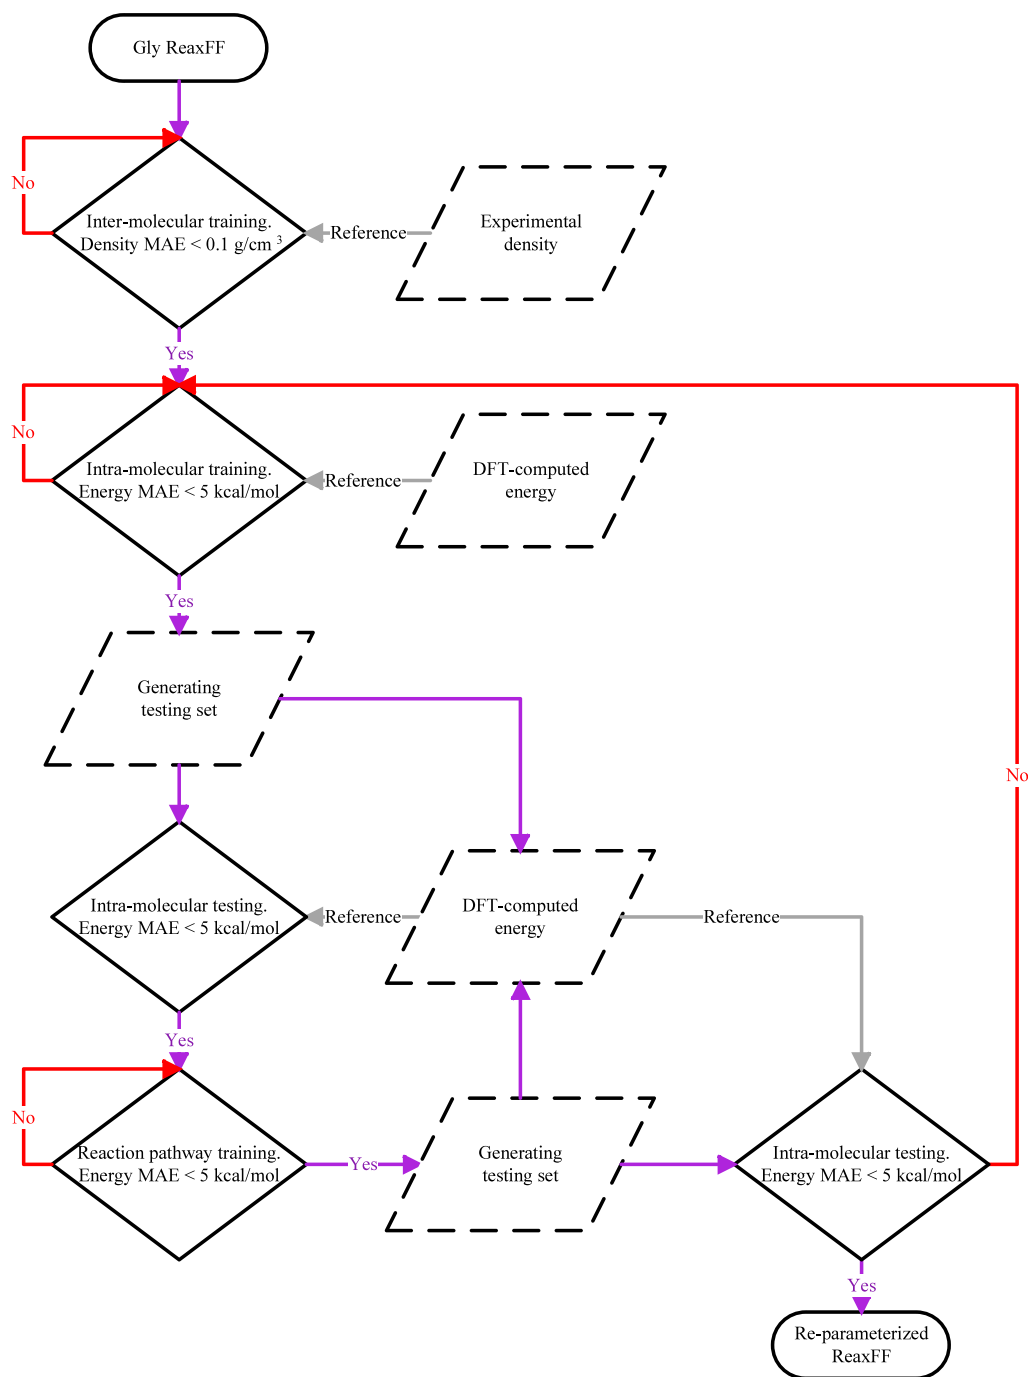 Gly ReaxFF
No
Inter-molecular training.
Density MAE < 0.1 g/cm 3
Reference
Experimental
density
Yes
No
Intra-molecular training.
Energy MAE < 5 kcal/mol
Reference
DFT-computed
energy
Yes
Generating
testing set
No
Intra-molecular testing.
Energy MAE < 5 kcal/mol
Reference
DFT-computed
energy
Reference
Yes
No
Reaction pathway training.
Energy MAE < 5 kcal/mol
Yes
Generating
testing set
Intra-molecular testing.
Energy MAE < 5 kcal/mol
Yes
Re-parameterized
ReaxFF